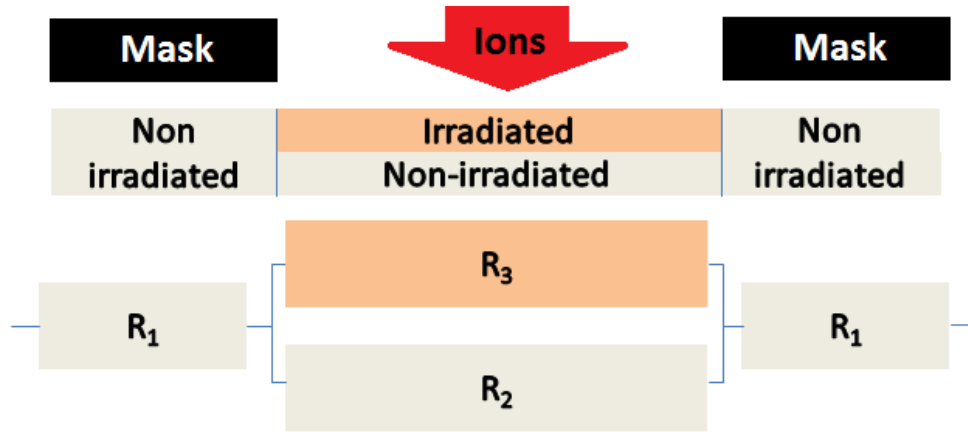 Mask
Ions
Mask
Non
irradiated
Irradiated
Non-irradiated
Non
irradiated
R₃
R₁
R₁
R₂